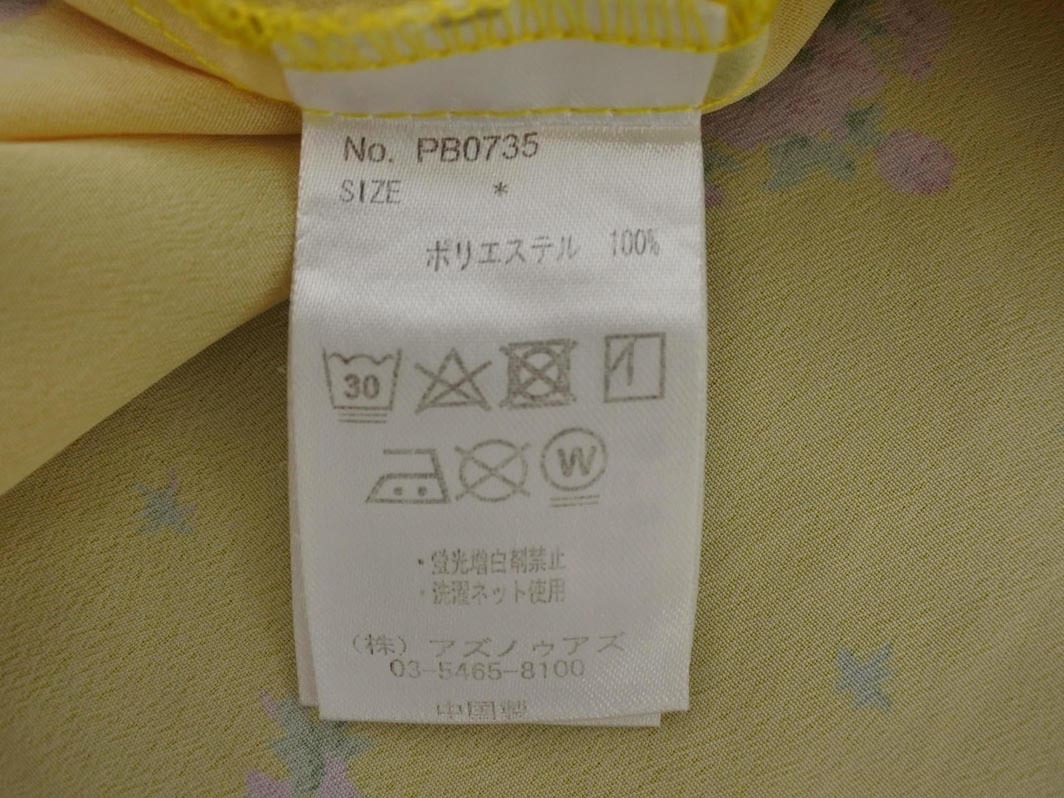 No. PB0735
SIZE *
ポリエステル 100%
30
W
・蛍光増白剤禁止
・洗濯ネット使用
（株）アズノゥアズ
03-5465-8100
中国製